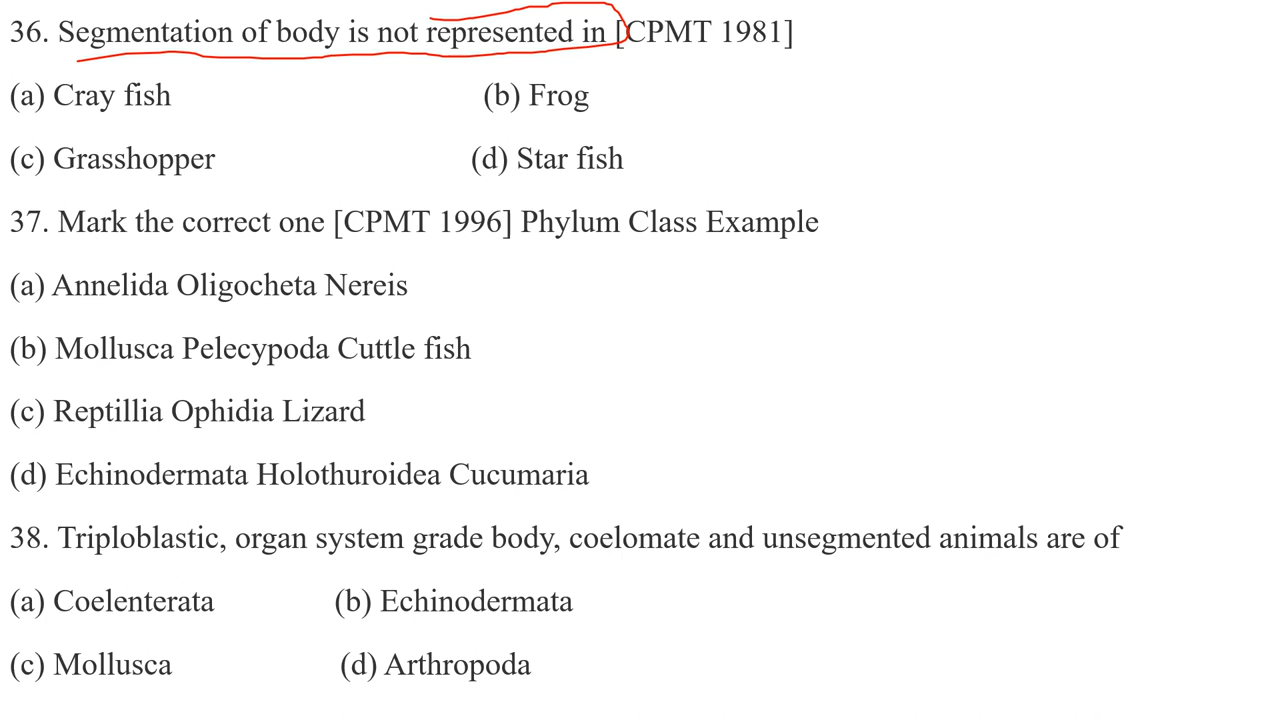 36. Segmentation of body is not represented in [CPMT 1981]
(a) Cray fish (b) Frog
(c) Grasshopper (d) Star fish
37. Mark the correct one [CPMT 1996] Phylum Class Example
(a) Annelida Oligocheta Nereis
(b) Mollusca Pelecypoda Cuttle fish
(c) Reptillia Ophidia Lizard
(d) Echinodermata Holothuroidea Cucumaria
38. Triploblastic, organ system grade body, coelomate and unsegmented animals are of
(a) Coelenterata (b) Echinodermata
(c) Mollusca (d) Arthropoda